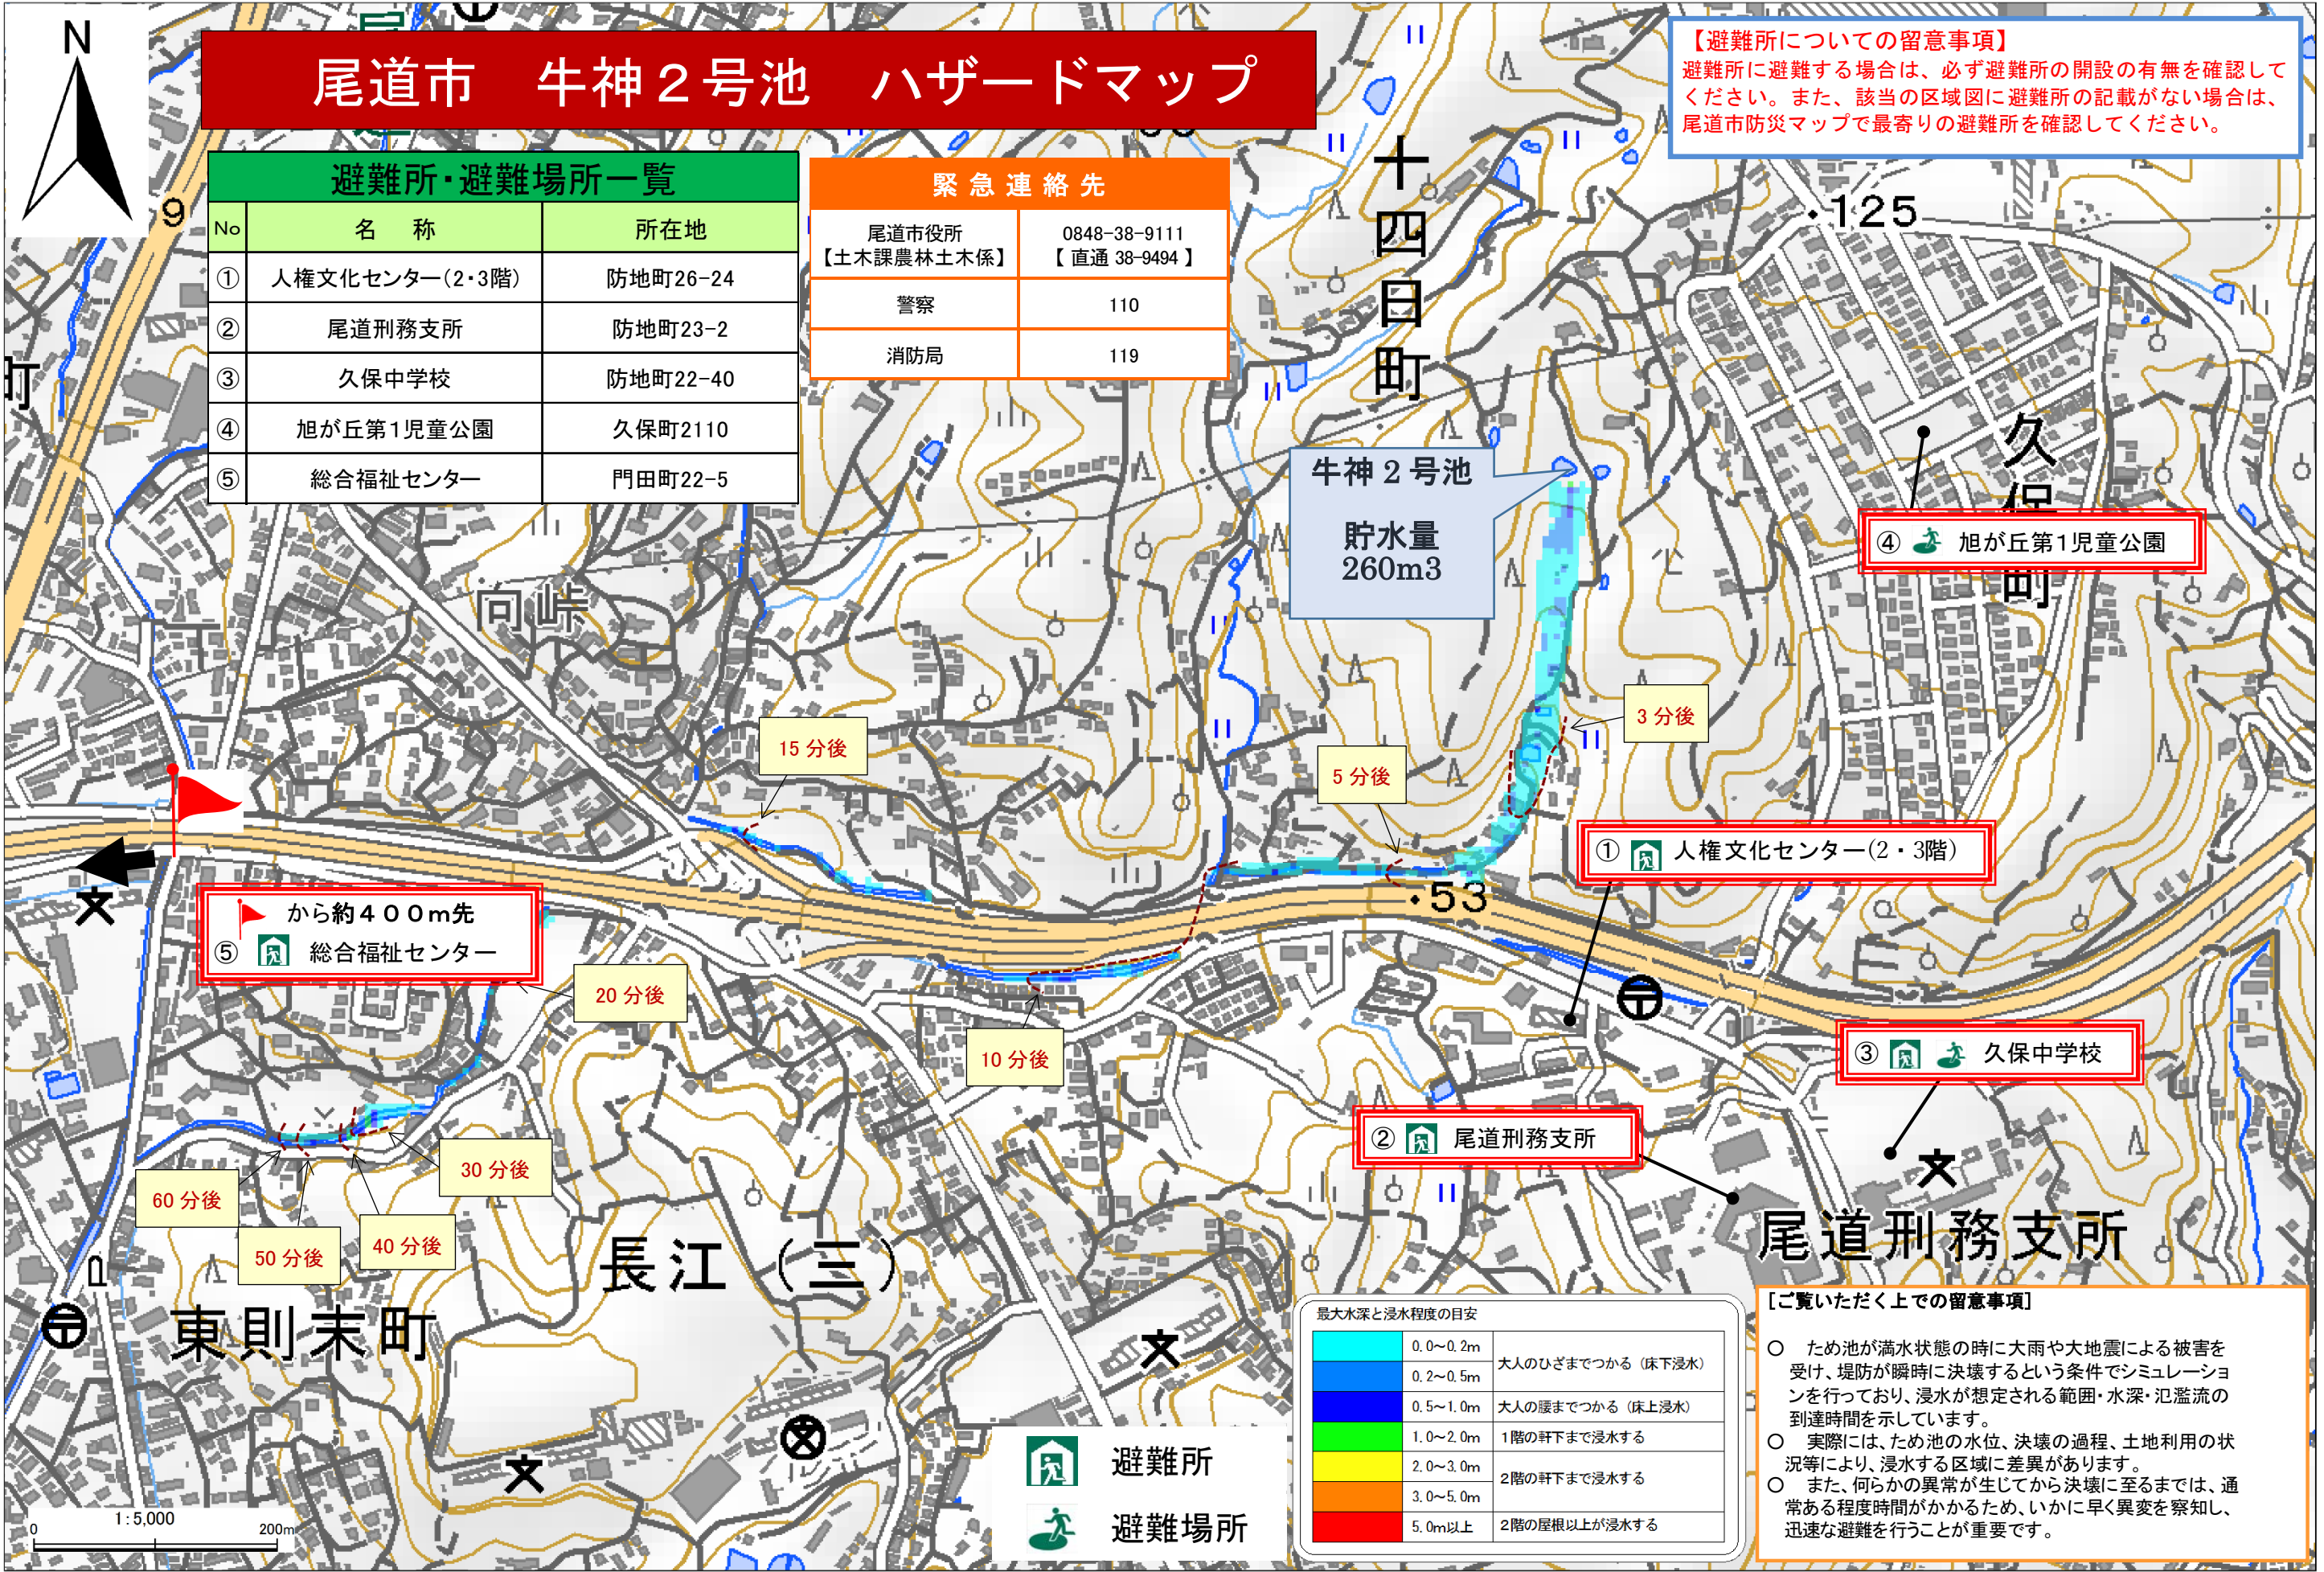 N
尾道市　牛神２号池　ハザードマップ
【避難所についての留意事項】
避難所に避難する場合は、必ず避難所の開設の有無を確認して
ください。また、該当の区域図に避難所の記載がない場合は、
尾道市防災マップで最寄りの避難所を確認してください。
避難所・避難場所一覧
No 名　称 所在地
① 人権文化センター(2・3階) 防地町26-24
② 尾道刑務支所 防地町23-2
③ 久保中学校 防地町22-40
④ 旭が丘第1児童公園 久保町2110
⑤ 総合福祉センター 門田町22-5
緊急連絡先
尾道市役所
【土木課農林土木係】
0848-38-9111
【 直通 38-9494 】
警察 110
消防局 119
9
町
十四日町
・125
久保町
牛神 2 号池
貯水量
260m3
④ 旭が丘第1児童公園
向峠
15 分後
5 分後
3 分後
① 人権文化センター(2・3階)
・53
から約４００ｍ先
⑤ 総合福祉センター
20 分後
10 分後
③ 久保中学校
② 尾道刑務支所
30 分後
60 分後
50 分後
40 分後
長江（三）
尾道刑務支所
東則末町
避難所
避難場所
1:5,000
0 200m
最大水深と浸水程度の目安
0.0～0.2m 大人のひざまでつかる（床下浸水）
0.2～0.5m
0.5～1.0m 大人の腰までつかる（床上浸水）
1.0～2.0m 1階の軒下まで浸水する
2.0～3.0m 2階の軒下まで浸水する
3.0～5.0m
5.0m以上 2階の屋根以上が浸水する
［ご覧いただく上での留意事項］
○　ため池が満水状態の時に大雨や大地震による被害を
受け、堤防が瞬時に決壊するという条件でシミュレーショ
ンを行っており、浸水が想定される範囲・水深・氾濫流の
到達時間を示しています。
○　実際には、ため池の水位、決壊の過程、土地利用の状
況等により、浸水する区域に差異があります。
○　また、何らかの異常が生じてから決壊に至るまでは、通
常ある程度時間がかかるため、いかに早く異変を察知し、
迅速な避難を行うことが重要です。